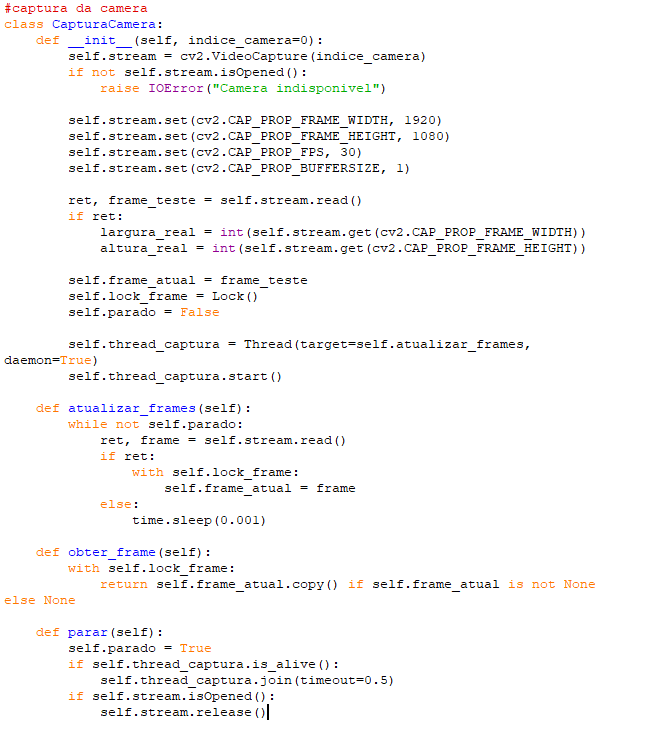 #captura da camera
class CapturaCamera:
    def __init__(self, indice_camera=0):
        self.stream = cv2.VideoCapture(indice_camera)
        if not self.stream.isOpened():
            raise IOError("Camera indisponivel")

        self.stream.set(cv2.CAP_PROP_FRAME_WIDTH, 1920)
        self.stream.set(cv2.CAP_PROP_FRAME_HEIGHT, 1080)
        self.stream.set(cv2.CAP_PROP_FPS, 30)
        self.stream.set(cv2.CAP_PROP_BUFFERSIZE, 1)

        ret, frame_teste = self.stream.read()
        if ret:
            largura_real = int(self.stream.get(cv2.CAP_PROP_FRAME_WIDTH))
            altura_real = int(self.stream.get(cv2.CAP_PROP_FRAME_HEIGHT))

        self.frame_atual = frame_teste
        self.lock_frame = Lock()
        self.parado = False

        self.thread_captura = Thread(target=self.atualizar_frames,
daemon=True)
        self.thread_captura.start()

    def atualizar_frames(self):
        while not self.parado:
            ret, frame = self.stream.read()
            if ret:
                with self.lock_frame:
                    self.frame_atual = frame
            else:
                time.sleep(0.001)

    def obter_frame(self):
        with self.lock_frame:
            return self.frame_atual.copy() if self.frame_atual is not None
else None

    def parar(self):
        self.parado = True
        if self.thread_captura.is_alive():
            self.thread_captura.join(timeout=0.5)
        if self.stream.isOpened():
            self.stream.release()